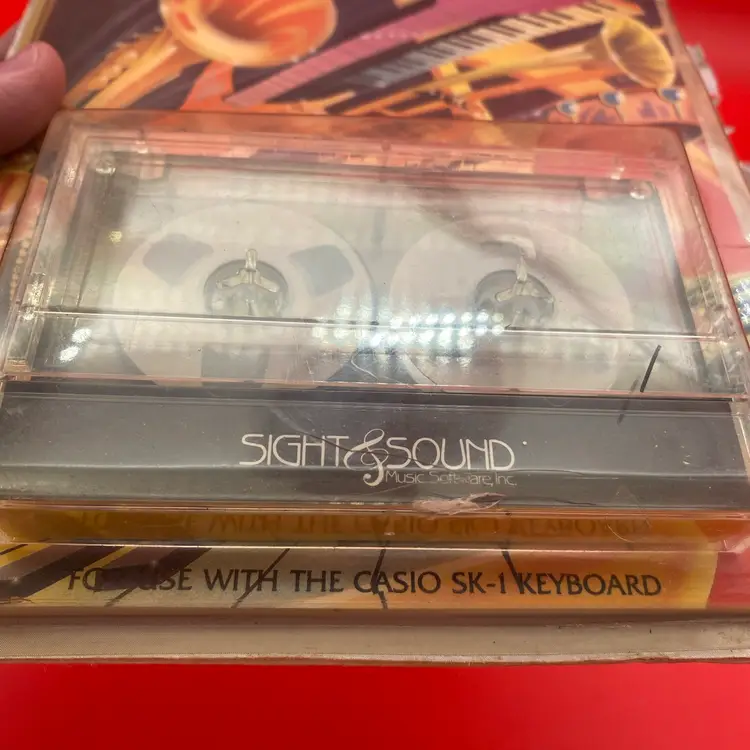 SIGHT & SOUND
Music Software, Inc.
FOR USE WITH THE CASIO SK-1 KEYBOARD